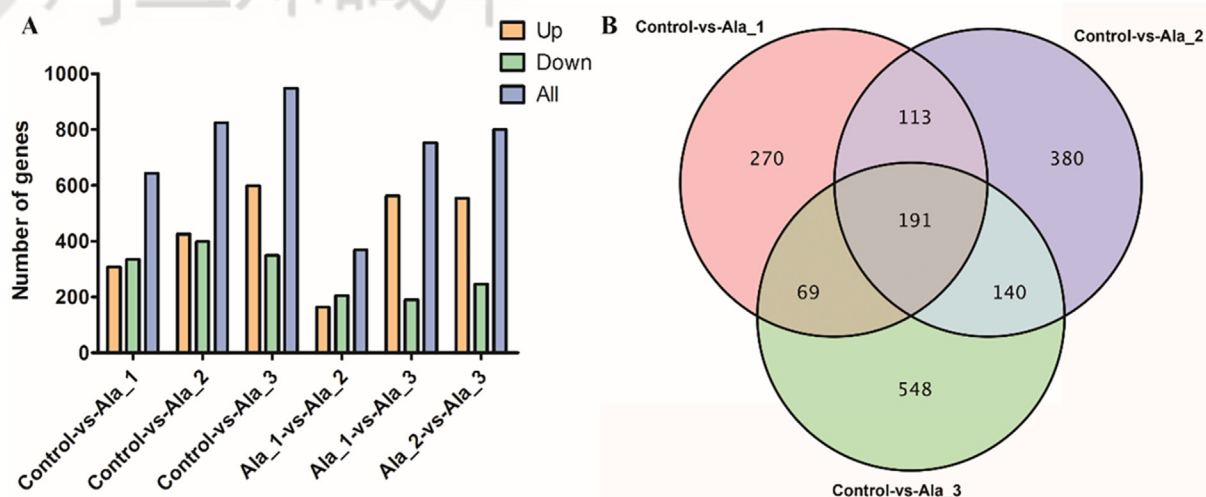 A
Up
Down
All
Number of genes
1000
800
600
400
200
0
Control-vs-Ala_1
Control-vs-Ala_2
Control-vs-Ala_3
Ala_1-vs-Ala_2
Ala_1-vs-Ala_3
Ala_2-vs-Ala_3
B
Control-vs-Ala_1
Control-vs-Ala_2
270
113
380
191
69
140
548
Control-vs-Ala_3